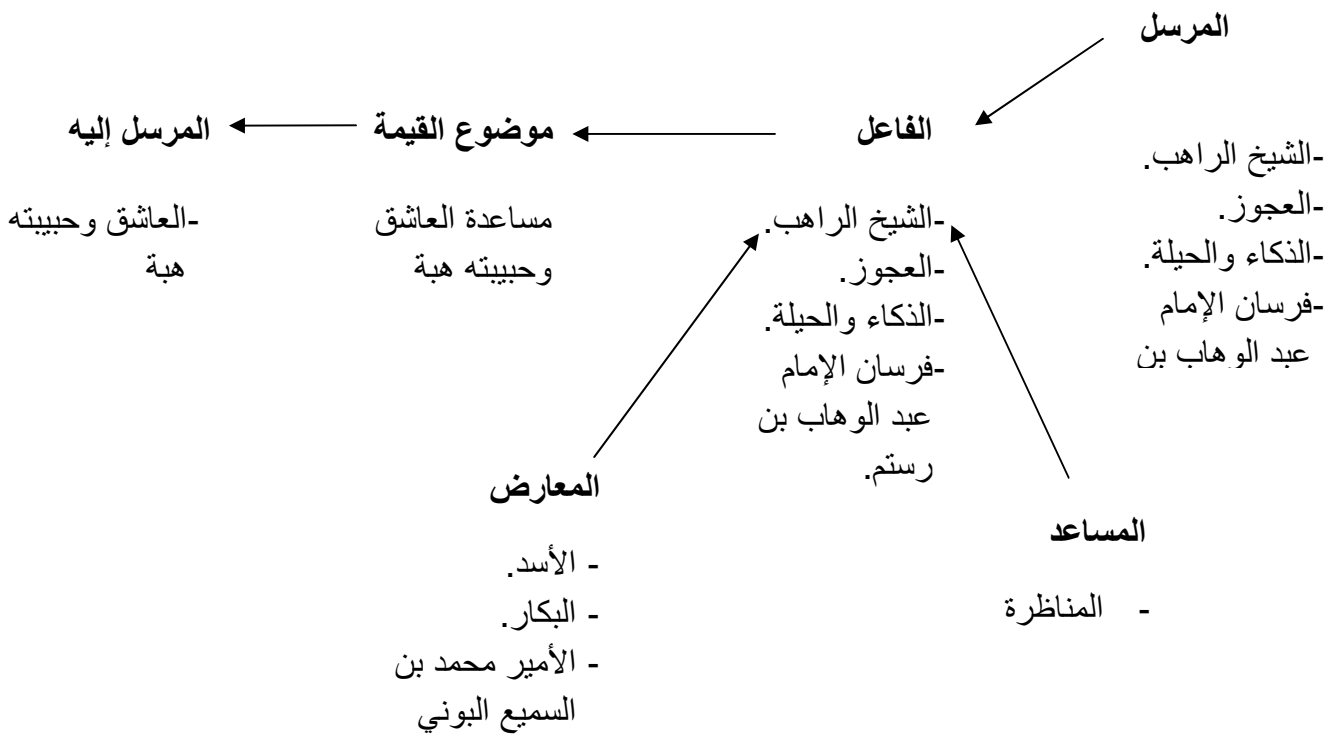 المرسل
-الشيخ الراهب.
-العجوز.
-الذكاء والحيلة.
-فرسان الإمام
عبد الوهاب بن
الفاعل
-الشيخ الراهب.
-العجوز.
-الذكاء والحيلة.
-فرسان الإمام
عبد الوهاب بن
رستم.
موضوع القيمة
مساعدة العاشق
وحبيبته هبة
المرسل إليه
-العاشق وحبيبته
هبة
المساعد
- المناظرة
المعارض
- الأسد.
- البكار.
- الأمير محمد بن
السميع البوني